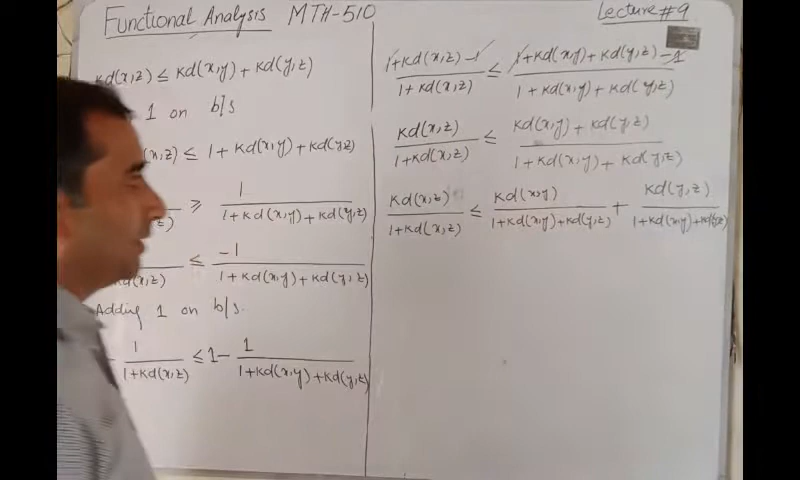 Functional Analysis MTH-510
Lecture #9
Kd(x,z) ≤ Kd(x,y) + Kd(y,z)
1 on b/s
(x,z) ≤ 1 + Kd(x,y) + Kd(y,z)
≥ 1 / (1 + Kd(x,y) + Kd(y,z))
Kd(x,z) ≤ -1 / (1 + Kd(x,y) + Kd(y,z))
Adding 1 on b/s.
1 / (1+Kd(x,z)) ≤ 1 - 1 / (1+Kd(x,y)+Kd(y,z))
(1+Kd(x,z)-1) / (1+Kd(x,z)) ≤ (1+Kd(x,y)+Kd(y,z)-1) / (1+Kd(x,y)+Kd(y,z))
Kd(x,z) / (1+Kd(x,z)) ≤ (Kd(x,y)+Kd(y,z)) / (1+Kd(x,y)+Kd(y,z))
Kd(x,z) / (1+Kd(x,z)) ≤ Kd(x,y) / (1+Kd(x,y)+Kd(y,z)) + Kd(y,z) / (1+Kd(x,y)+Kd(y,z))